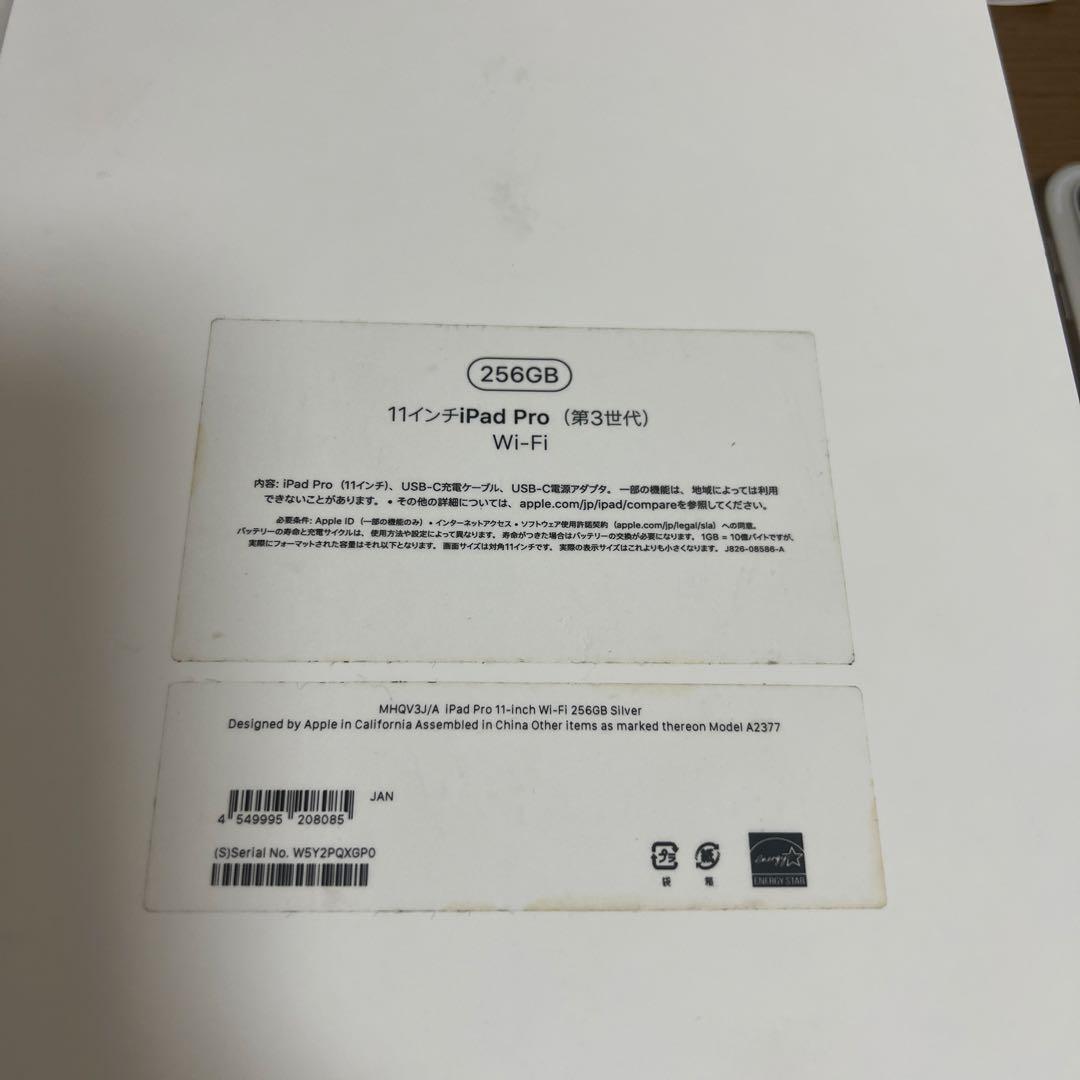 256GB
11インチiPad Pro（第3世代）
Wi-Fi
内容: iPad Pro（11インチ）、USB-C充電ケーブル、USB-C電源アダプタ。 一部の機能は、地域によっては利用
できないことがあります。 • その他の詳細については、apple.com/jp/ipad/compareを参照してください。
必要条件: Apple ID（一部の機能のみ）• インターネットアクセス • ソフトウェア使用許諾契約（apple.com/jp/legal/sla）への同意。
バッテリーの寿命と充電サイクルは、使用方法や設定によって異なります。 寿命がつきた場合はバッテリーの交換が必要になります。 1GB = 10億バイトですが、
実際にフォーマットされた容量はそれ以下となります。 画面サイズは対角11インチです。 実際の表示サイズはこれよりも小さくなります。 J826-08586-A
MHQV3J/A iPad Pro 11-inch Wi-Fi 256GB Silver
Designed by Apple in California Assembled in China Other items as marked thereon Model A2377
JAN
4 549995 208085
(S)Serial No. W5Y2PQXGP0
プラ
袋
紙
箱
energy
ENERGY STAR